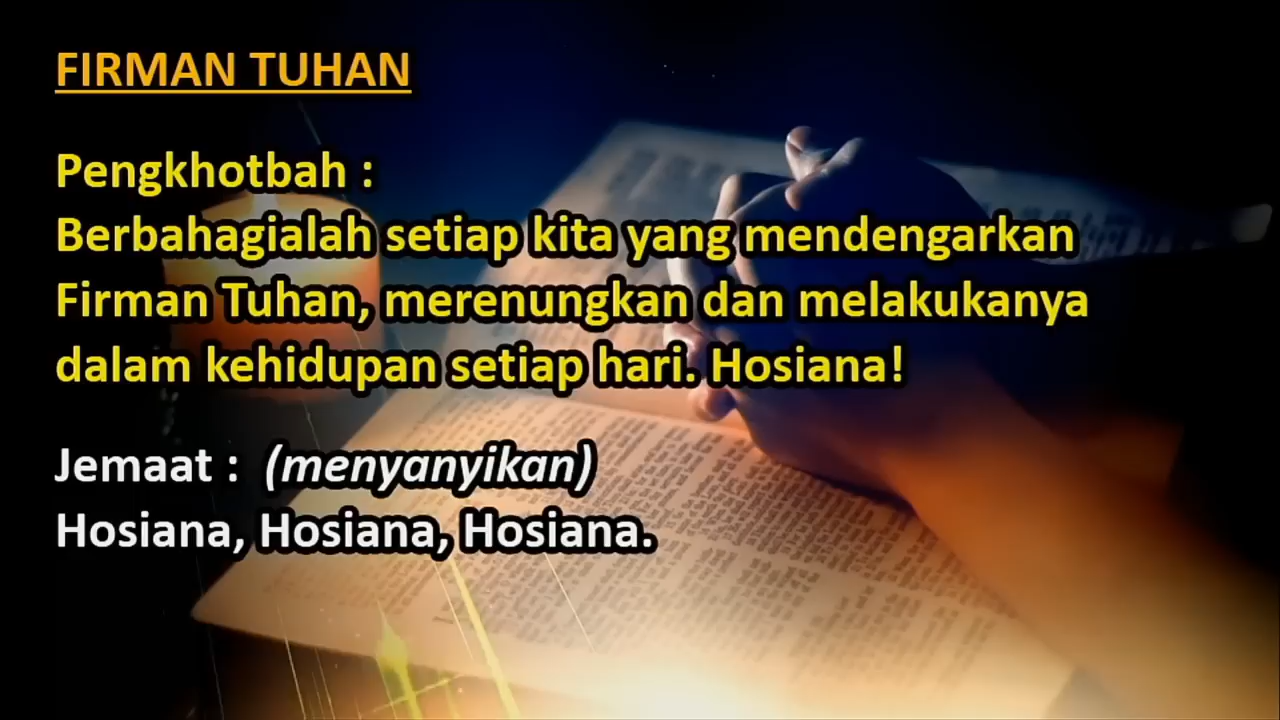 FIRMAN TUHAN
Pengkhotbah :
Berbahagialah setiap kita yang mendengarkan
Firman Tuhan, merenungkan dan melakukanya
dalam kehidupan setiap hari. Hosiana!
Jemaat : (menyanyikan)
Hosiana, Hosiana, Hosiana.